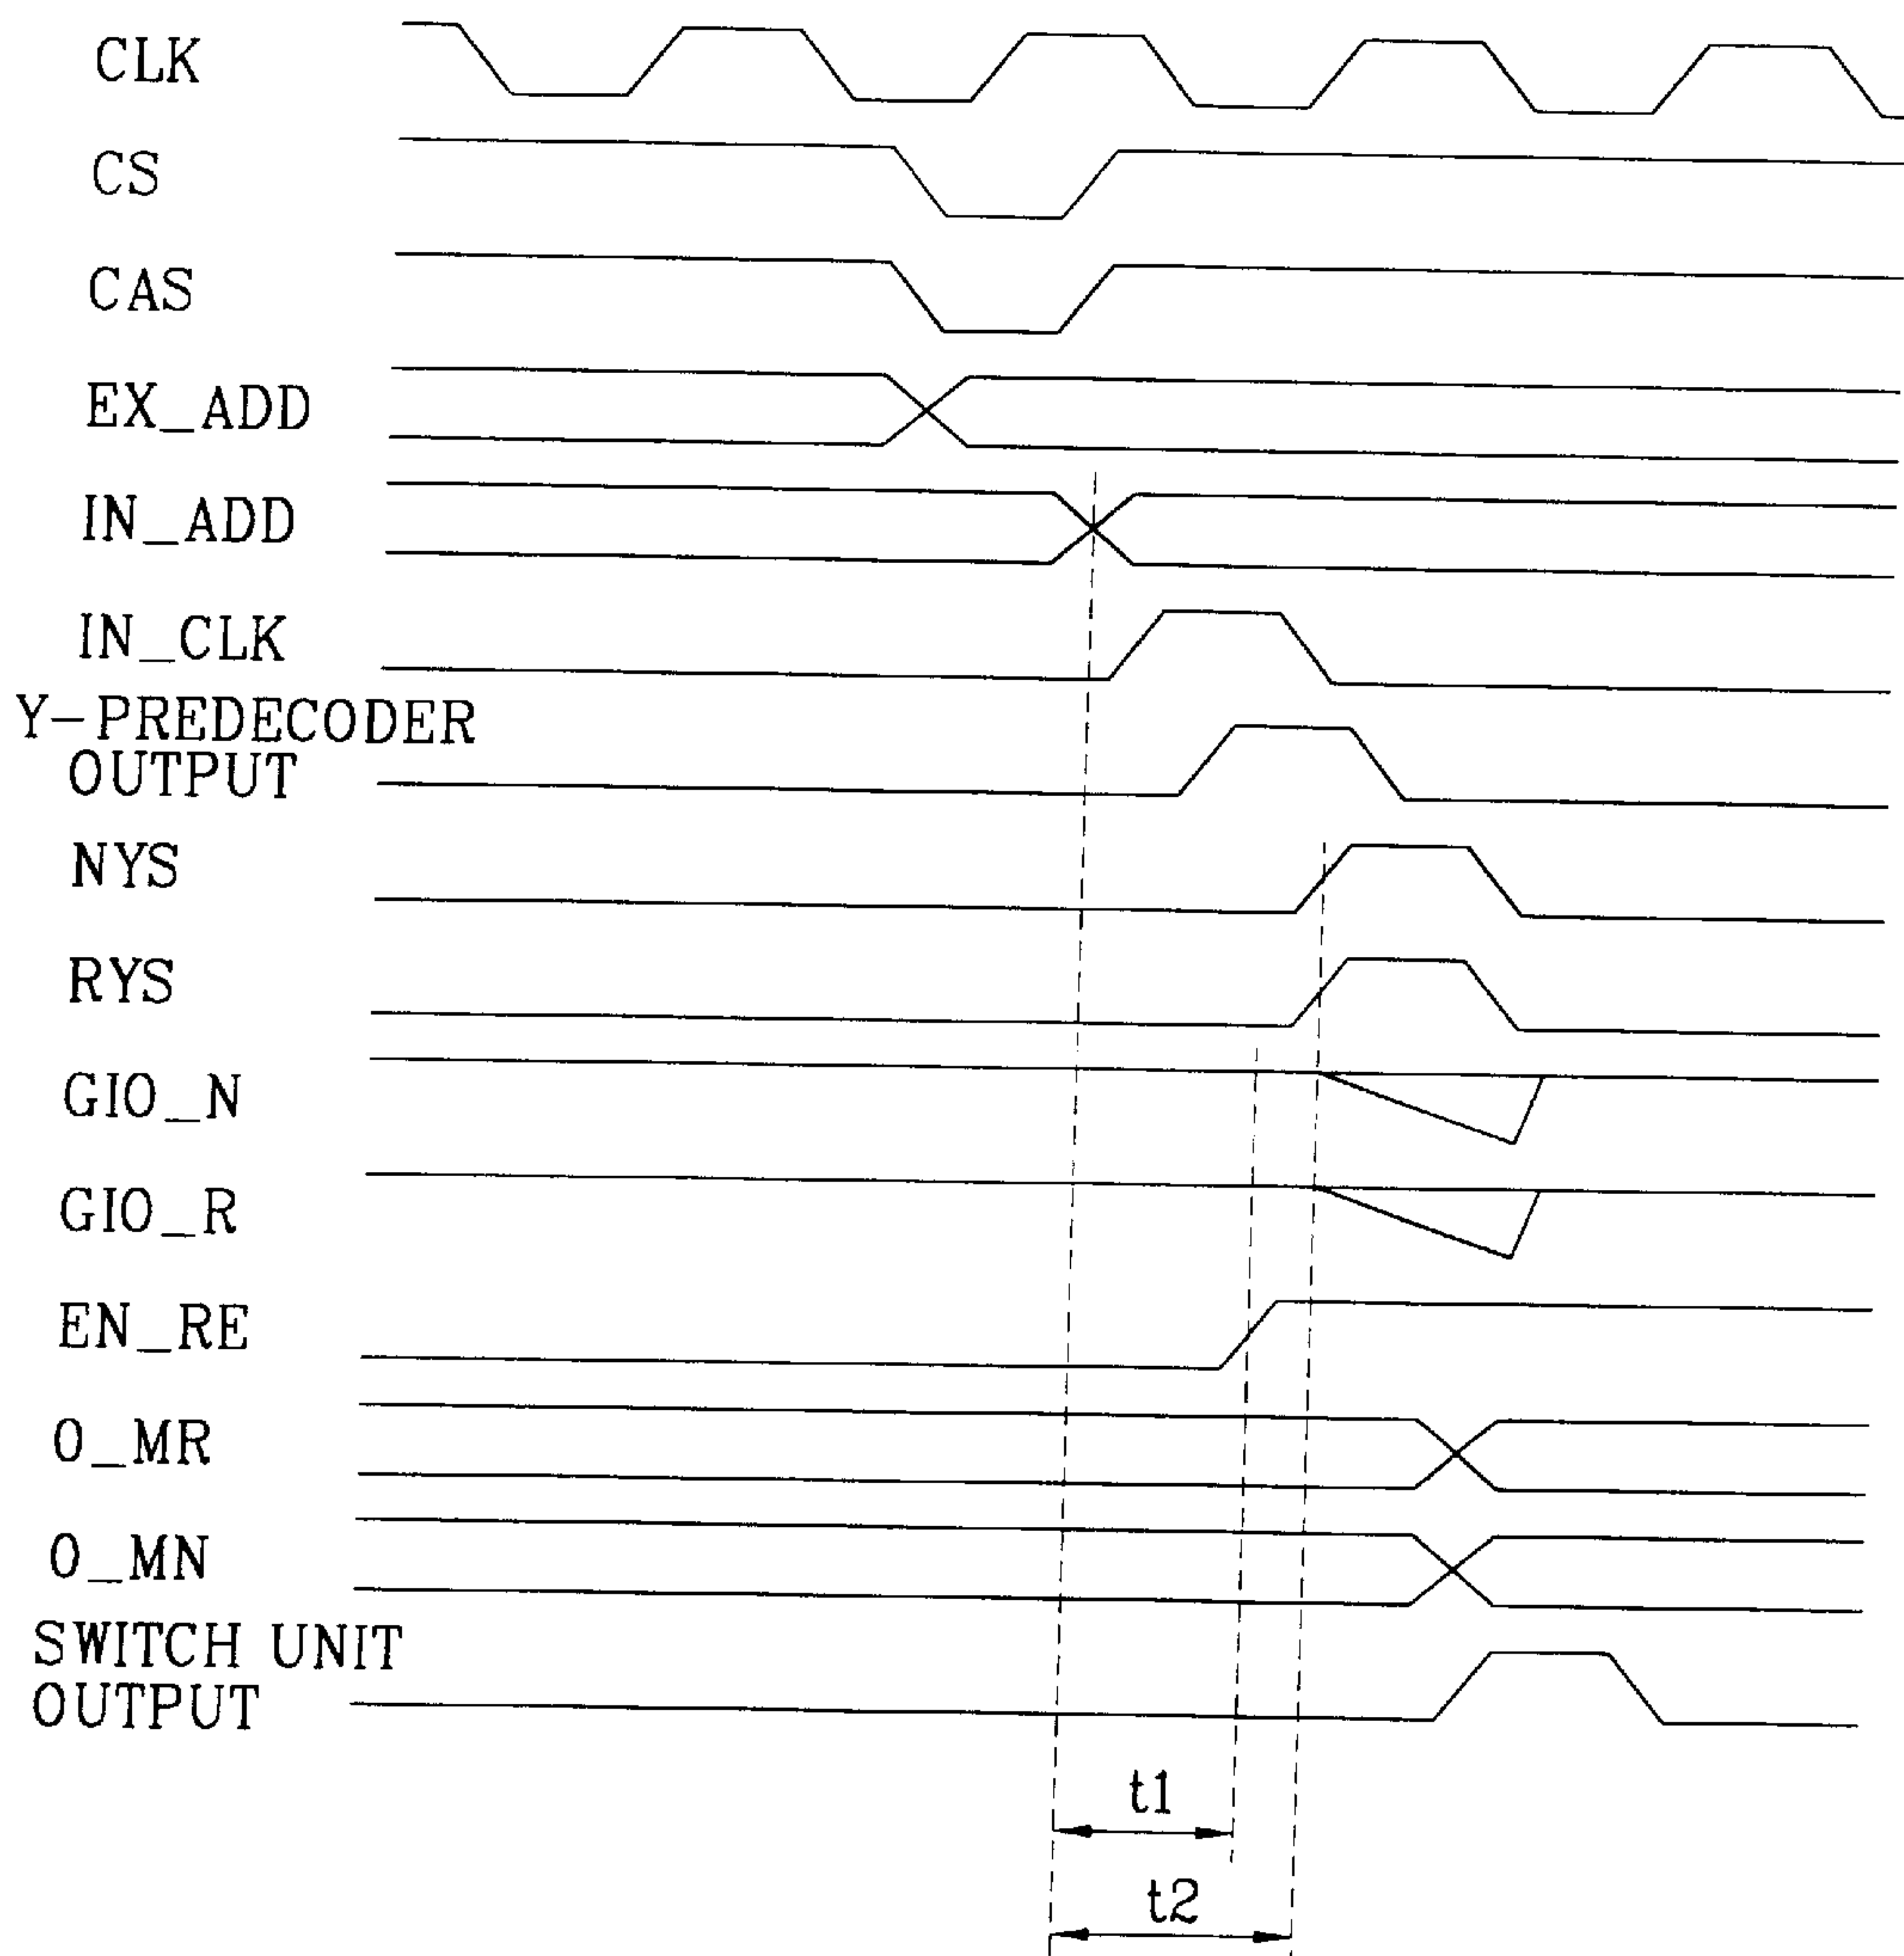 CLK
CS
CAS
EX_ADD
IN_ADD
IN_CLK
Y-PREDECODER
OUTPUT
NYS
RYS
GIO_N
GIO_R
EN_RE
O_MR
O_MN
SWITCH UNIT
OUTPUT
t1
t2